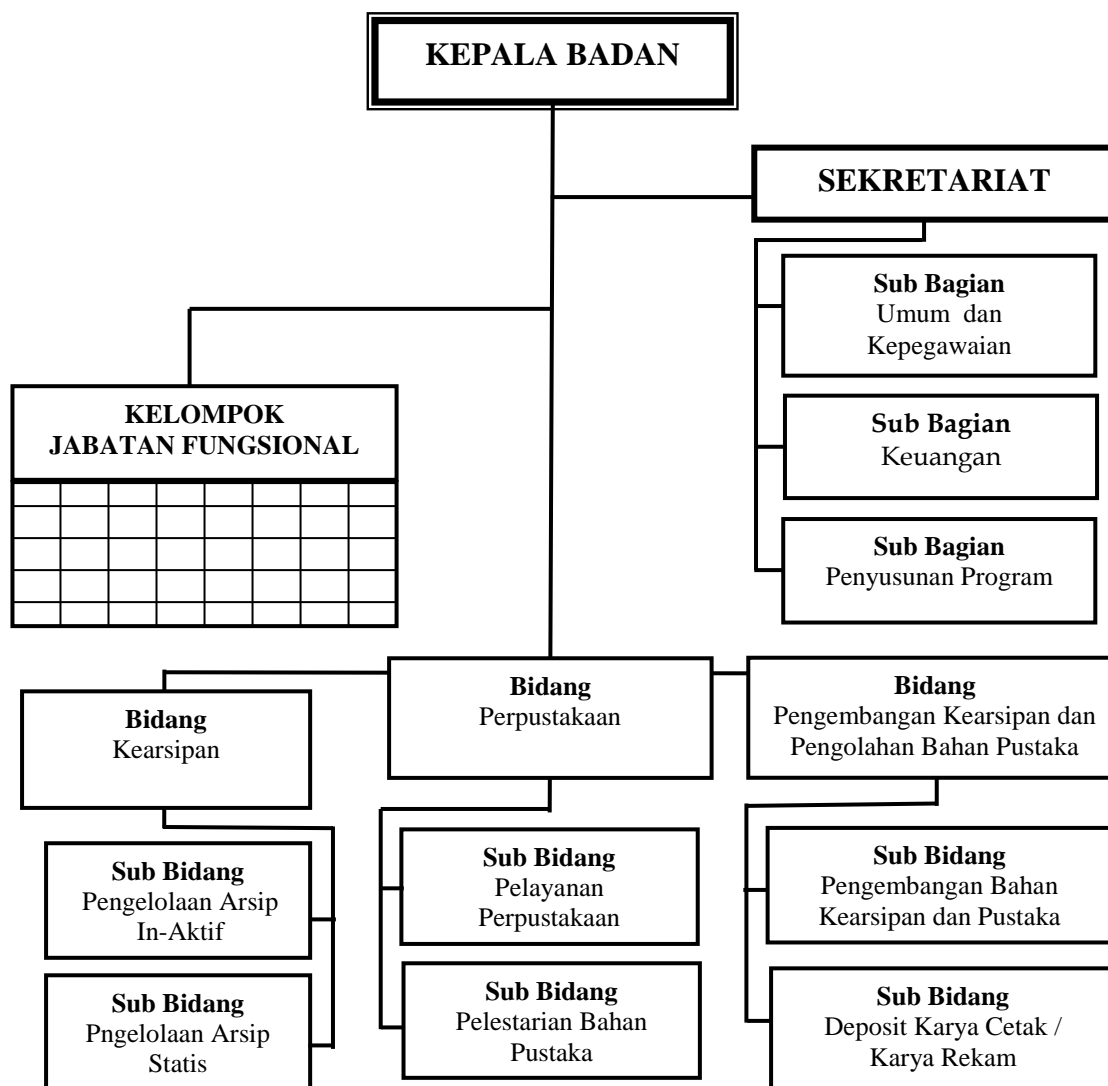 KEPALA BADAN
SEKRETARIAT
Sub Bagian
Umum dan
Kepegawaian
Sub Bagian
Keuangan
Sub Bagian
Penyusunan Program
KELOMPOK
JABATAN FUNGSIONAL
Bidang
Kearsipan
Bidang
Perpustakaan
Bidang
Pengembangan Kearsipan dan
Pengolahan Bahan Pustaka
Sub Bidang
Pengelolaan Arsip
In-Aktif
Sub Bidang
Pngelolaan Arsip
Statis
Sub Bidang
Pelayanan
Perpustakaan
Sub Bidang
Pelestarian Bahan
Pustaka
Sub Bidang
Pengembangan Bahan
Kearsipan dan Pustaka
Sub Bidang
Deposit Karya Cetak /
Karya Rekam